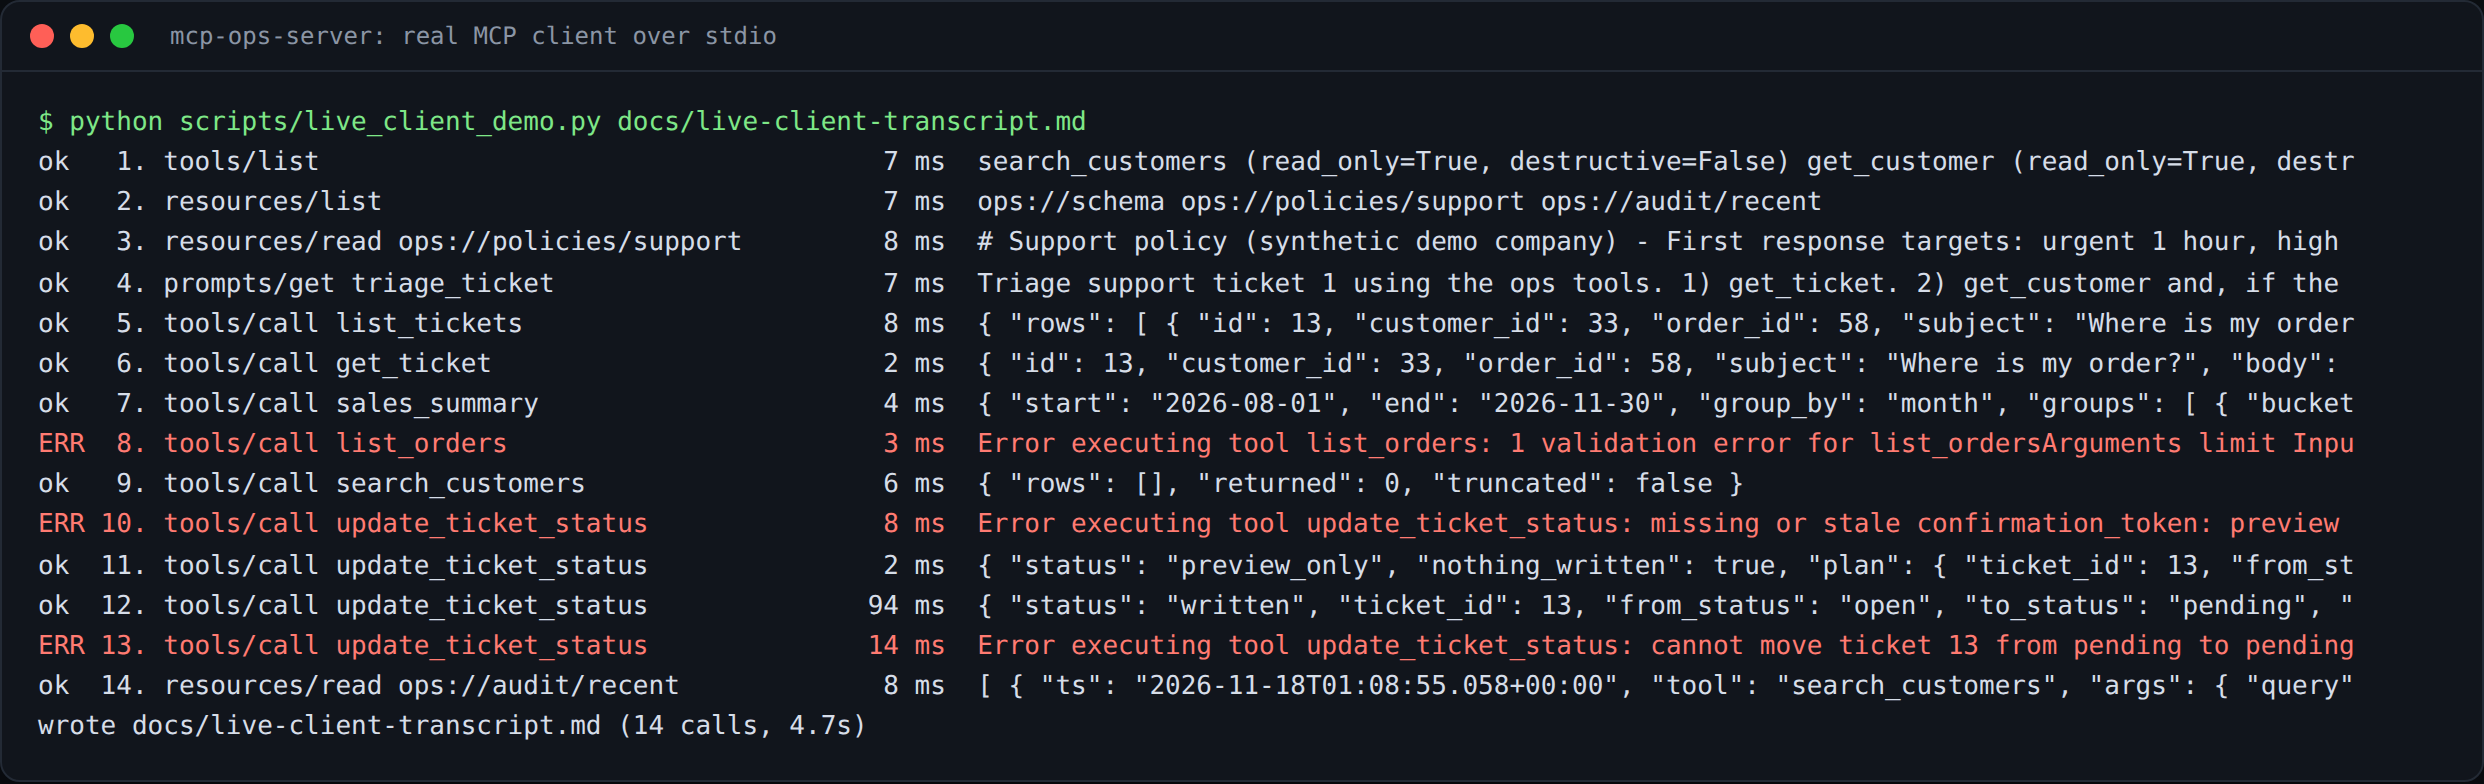 mcp-ops-server: real MCP client over stdio
$ python scripts/live_client_demo.py docs/live-client-transcript.md
ok   1. tools/list                                    7 ms  search_customers (read_only=True, destructive=False) get_customer (read_only=True, destr
ok   2. resources/list                                7 ms  ops://schema ops://policies/support ops://audit/recent
ok   3. resources/read ops://policies/support         8 ms  # Support policy (synthetic demo company) - First response targets: urgent 1 hour, high
ok   4. prompts/get triage_ticket                     7 ms  Triage support ticket 1 using the ops tools. 1) get_ticket. 2) get_customer and, if the
ok   5. tools/call list_tickets                       8 ms  { "rows": [ { "id": 13, "customer_id": 33, "order_id": 58, "subject": "Where is my order
ok   6. tools/call get_ticket                         2 ms  { "id": 13, "customer_id": 33, "order_id": 58, "subject": "Where is my order?", "body":
ok   7. tools/call sales_summary                      4 ms  { "start": "2026-08-01", "end": "2026-11-30", "group_by": "month", "groups": [ { "bucket
ERR  8. tools/call list_orders                        3 ms  Error executing tool list_orders: 1 validation error for list_ordersArguments limit Inpu
ok   9. tools/call search_customers                   6 ms  { "rows": [], "returned": 0, "truncated": false }
ERR 10. tools/call update_ticket_status               8 ms  Error executing tool update_ticket_status: missing or stale confirmation_token: preview
ok  11. tools/call update_ticket_status               2 ms  { "status": "preview_only", "nothing_written": true, "plan": { "ticket_id": 13, "from_st
ok  12. tools/call update_ticket_status              94 ms  { "status": "written", "ticket_id": 13, "from_status": "open", "to_status": "pending", "
ERR 13. tools/call update_ticket_status              14 ms  Error executing tool update_ticket_status: cannot move ticket 13 from pending to pending
ok  14. resources/read ops://audit/recent             8 ms  [ { "ts": "2026-11-18T01:08:55.058+00:00", "tool": "search_customers", "args": { "query"
wrote docs/live-client-transcript.md (14 calls, 4.7s)